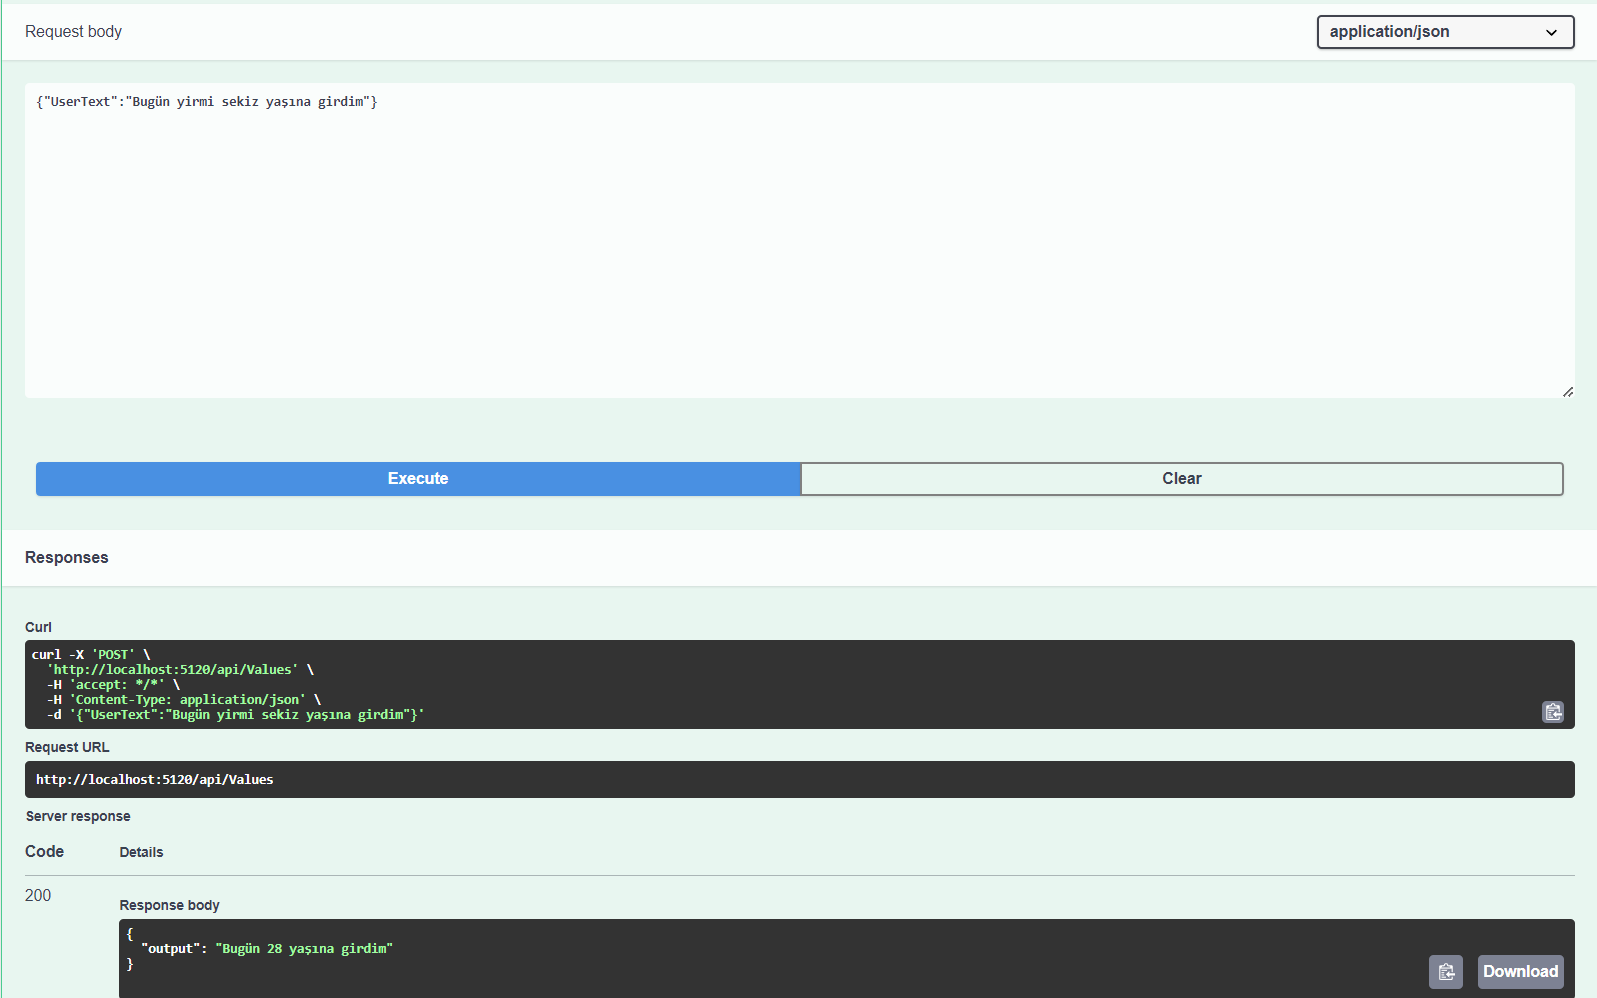 Request body
application/json
{"UserText":"Bugün yirmi sekiz yaşına girdim"}
Execute
Clear
Responses
Curl
curl -X 'POST' \
  'http://localhost:5120/api/Values' \
  -H 'accept: */*' \
  -H 'Content-Type: application/json' \
  -d '{"UserText":"Bugün yirmi sekiz yaşına girdim"}'
Request URL
http://localhost:5120/api/Values
Server response
Code
Details
200
Response body
{
  "output": "Bugün 28 yaşına girdim"
}
Download